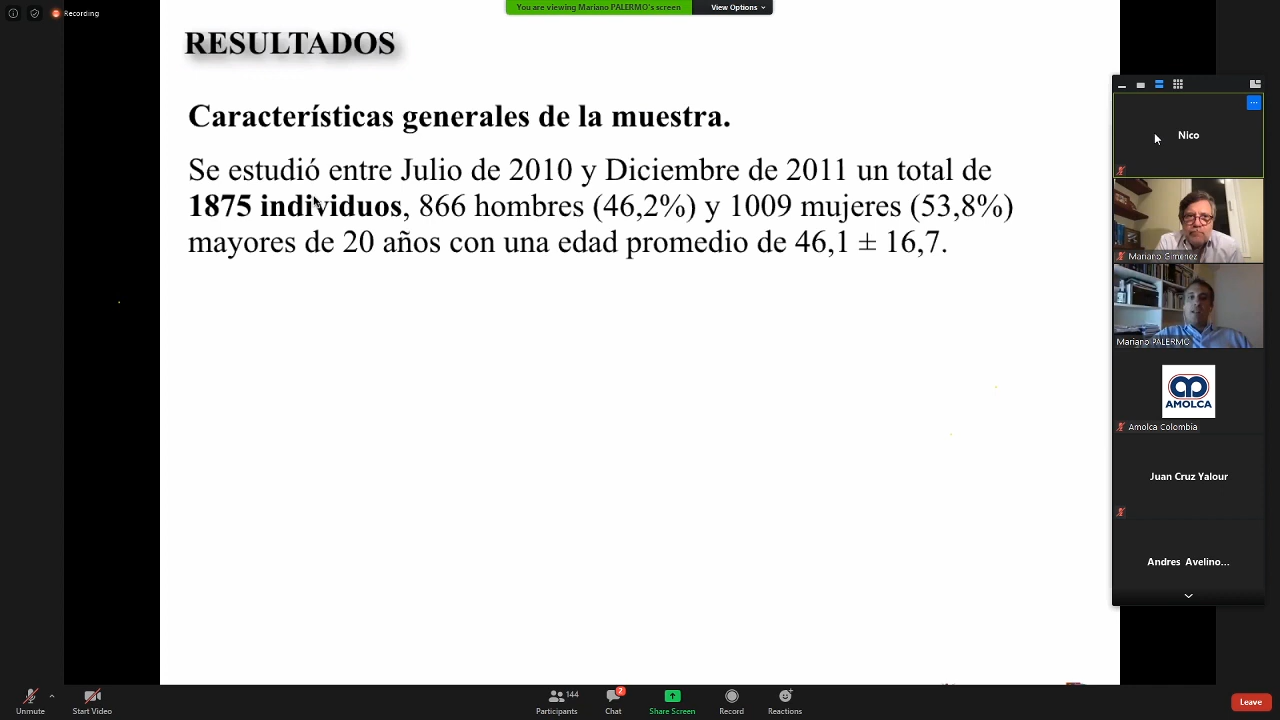 Recording
You are viewing Mariano PALERMO's screen
View Options
RESULTADOS
Características generales de la muestra.
Se estudió entre Julio de 2010 y Diciembre de 2011 un total de
1875 individuos, 866 hombres (46,2%) y 1009 mujeres (53,8%)
mayores de 20 años con una edad promedio de 46,1 ± 16,7.
Nico
Mariano Gimenez
Mariano PALERMO
AMOLCA
Amolca Colombia
Juan Cruz Yalour
Andres Avelino...
Unmute
Start Video
144
Participants
2
Chat
Share Screen
Record
Reactions
Leave